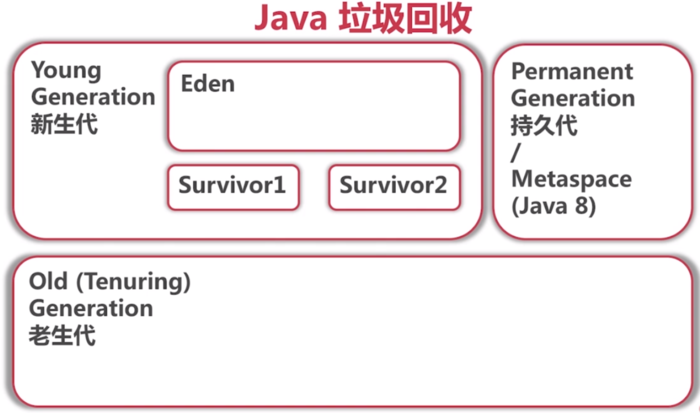 Java 垃圾回收
Young
Generation
新生代
Eden
Survivor1
Survivor2
Permanent
Generation
持久代
/
Metaspace
(Java 8)
Old (Tenuring)
Generation
老生代